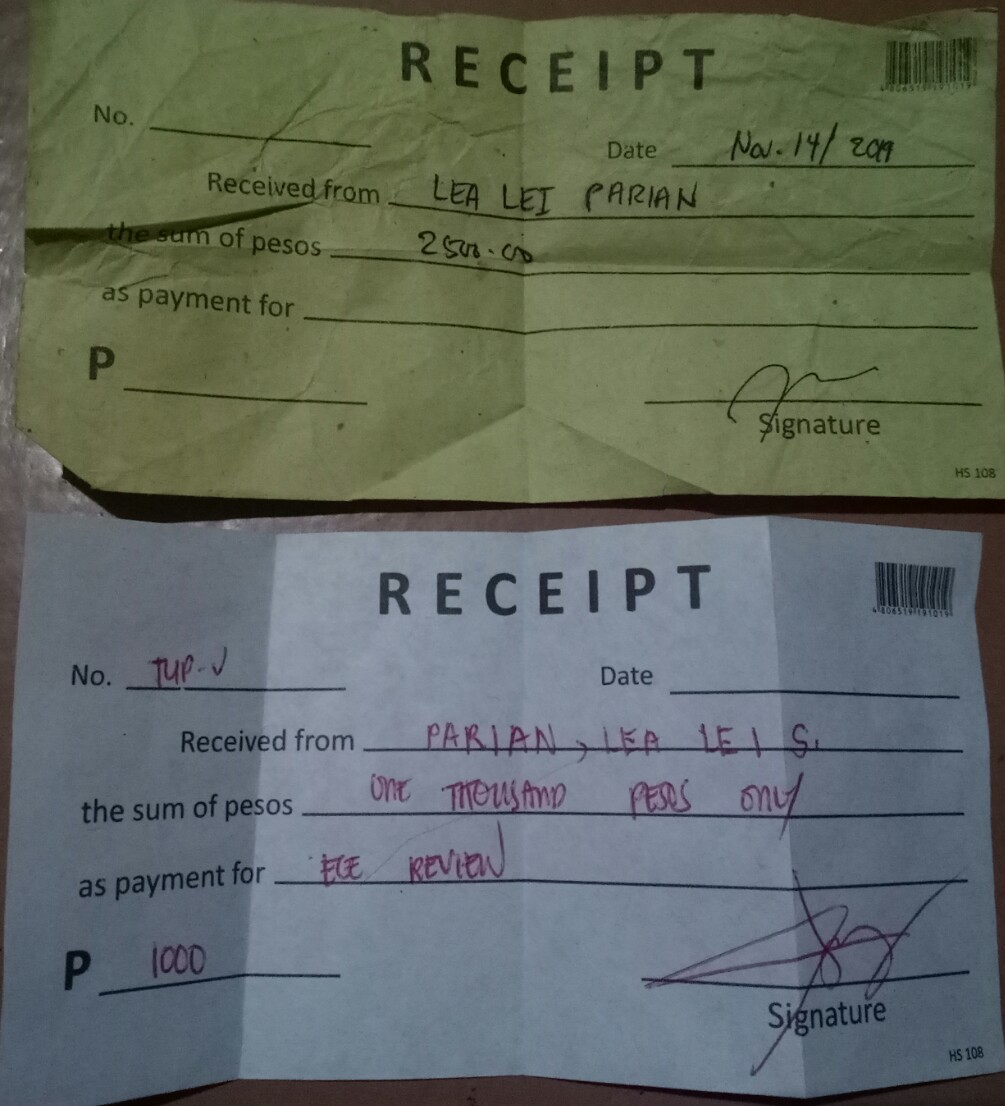 RECEIPT
4806519191019
No.
Date Nov. 14/2019
Received from LEA LEI PARIAN
the sum of pesos 2500.00
as payment for
P
Signature
HS 108
RECEIPT
4806519191019
No. TUP-V
Date
Received from PARIAN, LEA LEI S.
the sum of pesos ONE THOUSAND PESOS ONLY
as payment for ECE REVIEW
P 1000
Signature
HS 108